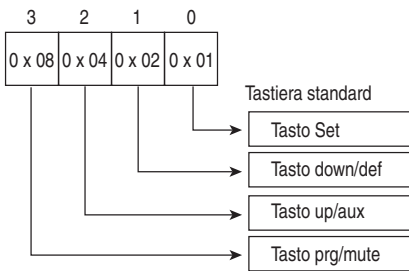 3 2 1 0
0 x 08 0 x 04 0 x 02 0 x 01
Tastiera standard
Tasto Set
Tasto down/def
Tasto up/aux
Tasto prg/mute